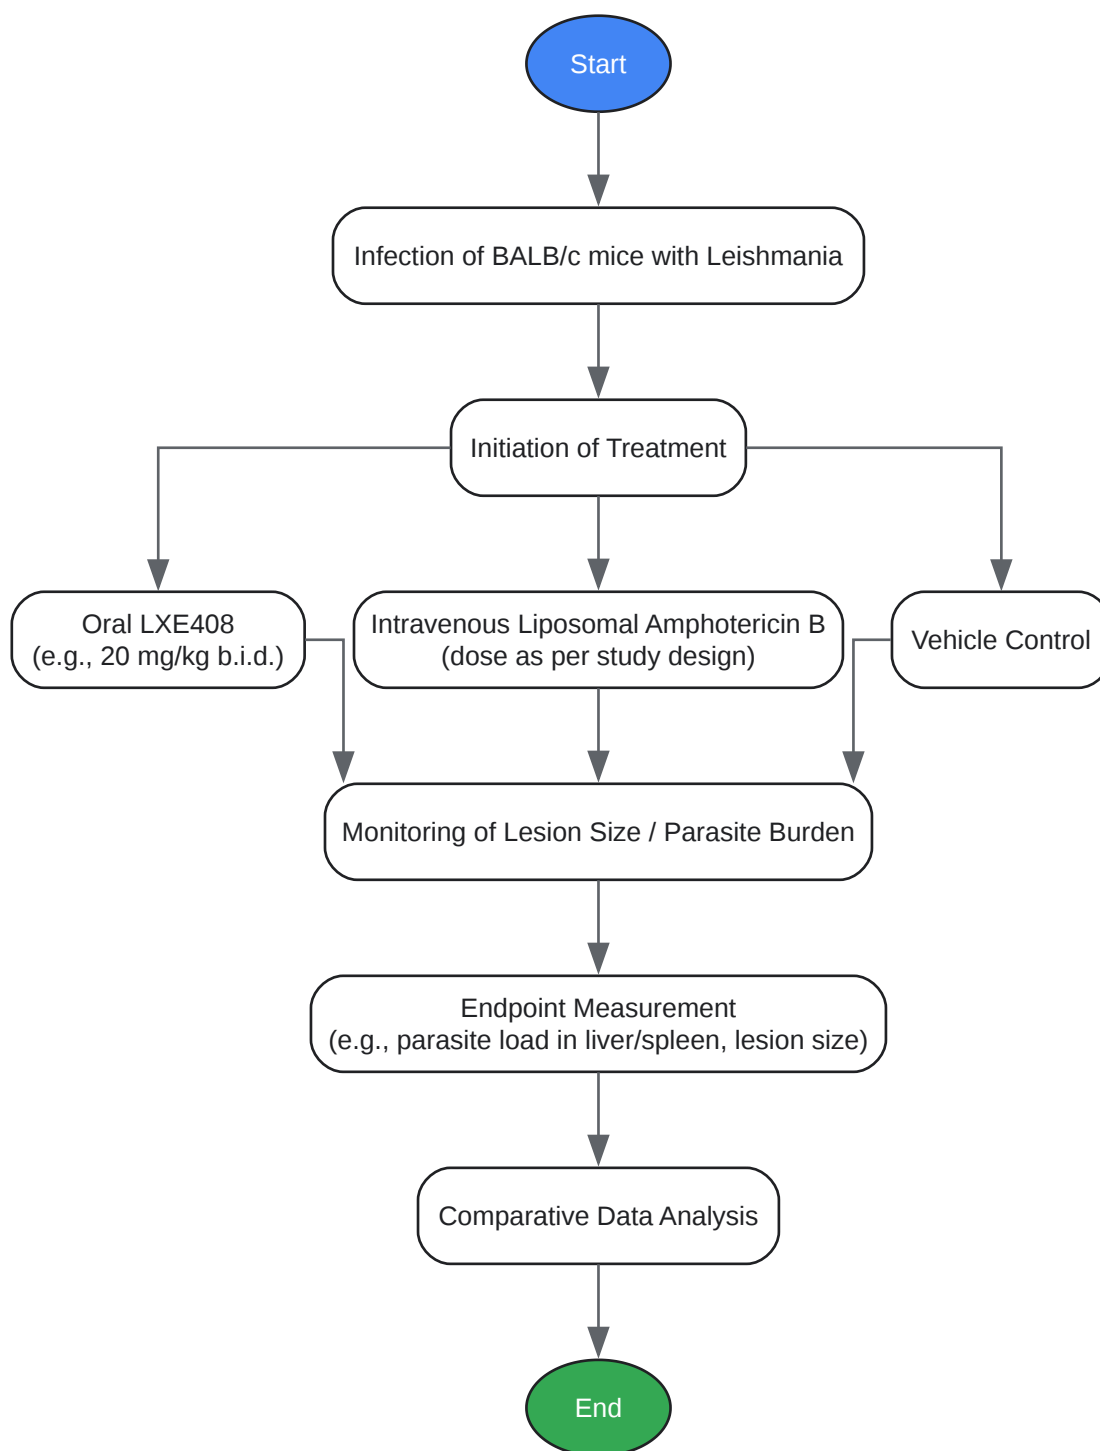 Start
Infection of BALB/c mice with Leishmania
Initiation of Treatment
Oral LXE408
(e.g., 20 mg/kg b.i.d.)
Intravenous Liposomal Amphotericin B
(dose as per study design)
Vehicle Control
Monitoring of Lesion Size / Parasite Burden
Endpoint Measurement
(e.g., parasite load in liver/spleen, lesion size)
Comparative Data Analysis
End